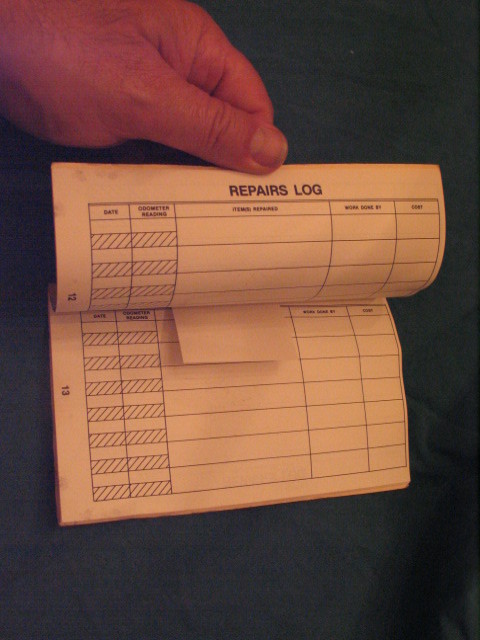 REPAIRS LOG
DATE ODOMETER READING ITEM(S) REPAIRED WORK DONE BY COST
12
DATE ODOMETER READING WORK DONE BY COST
13